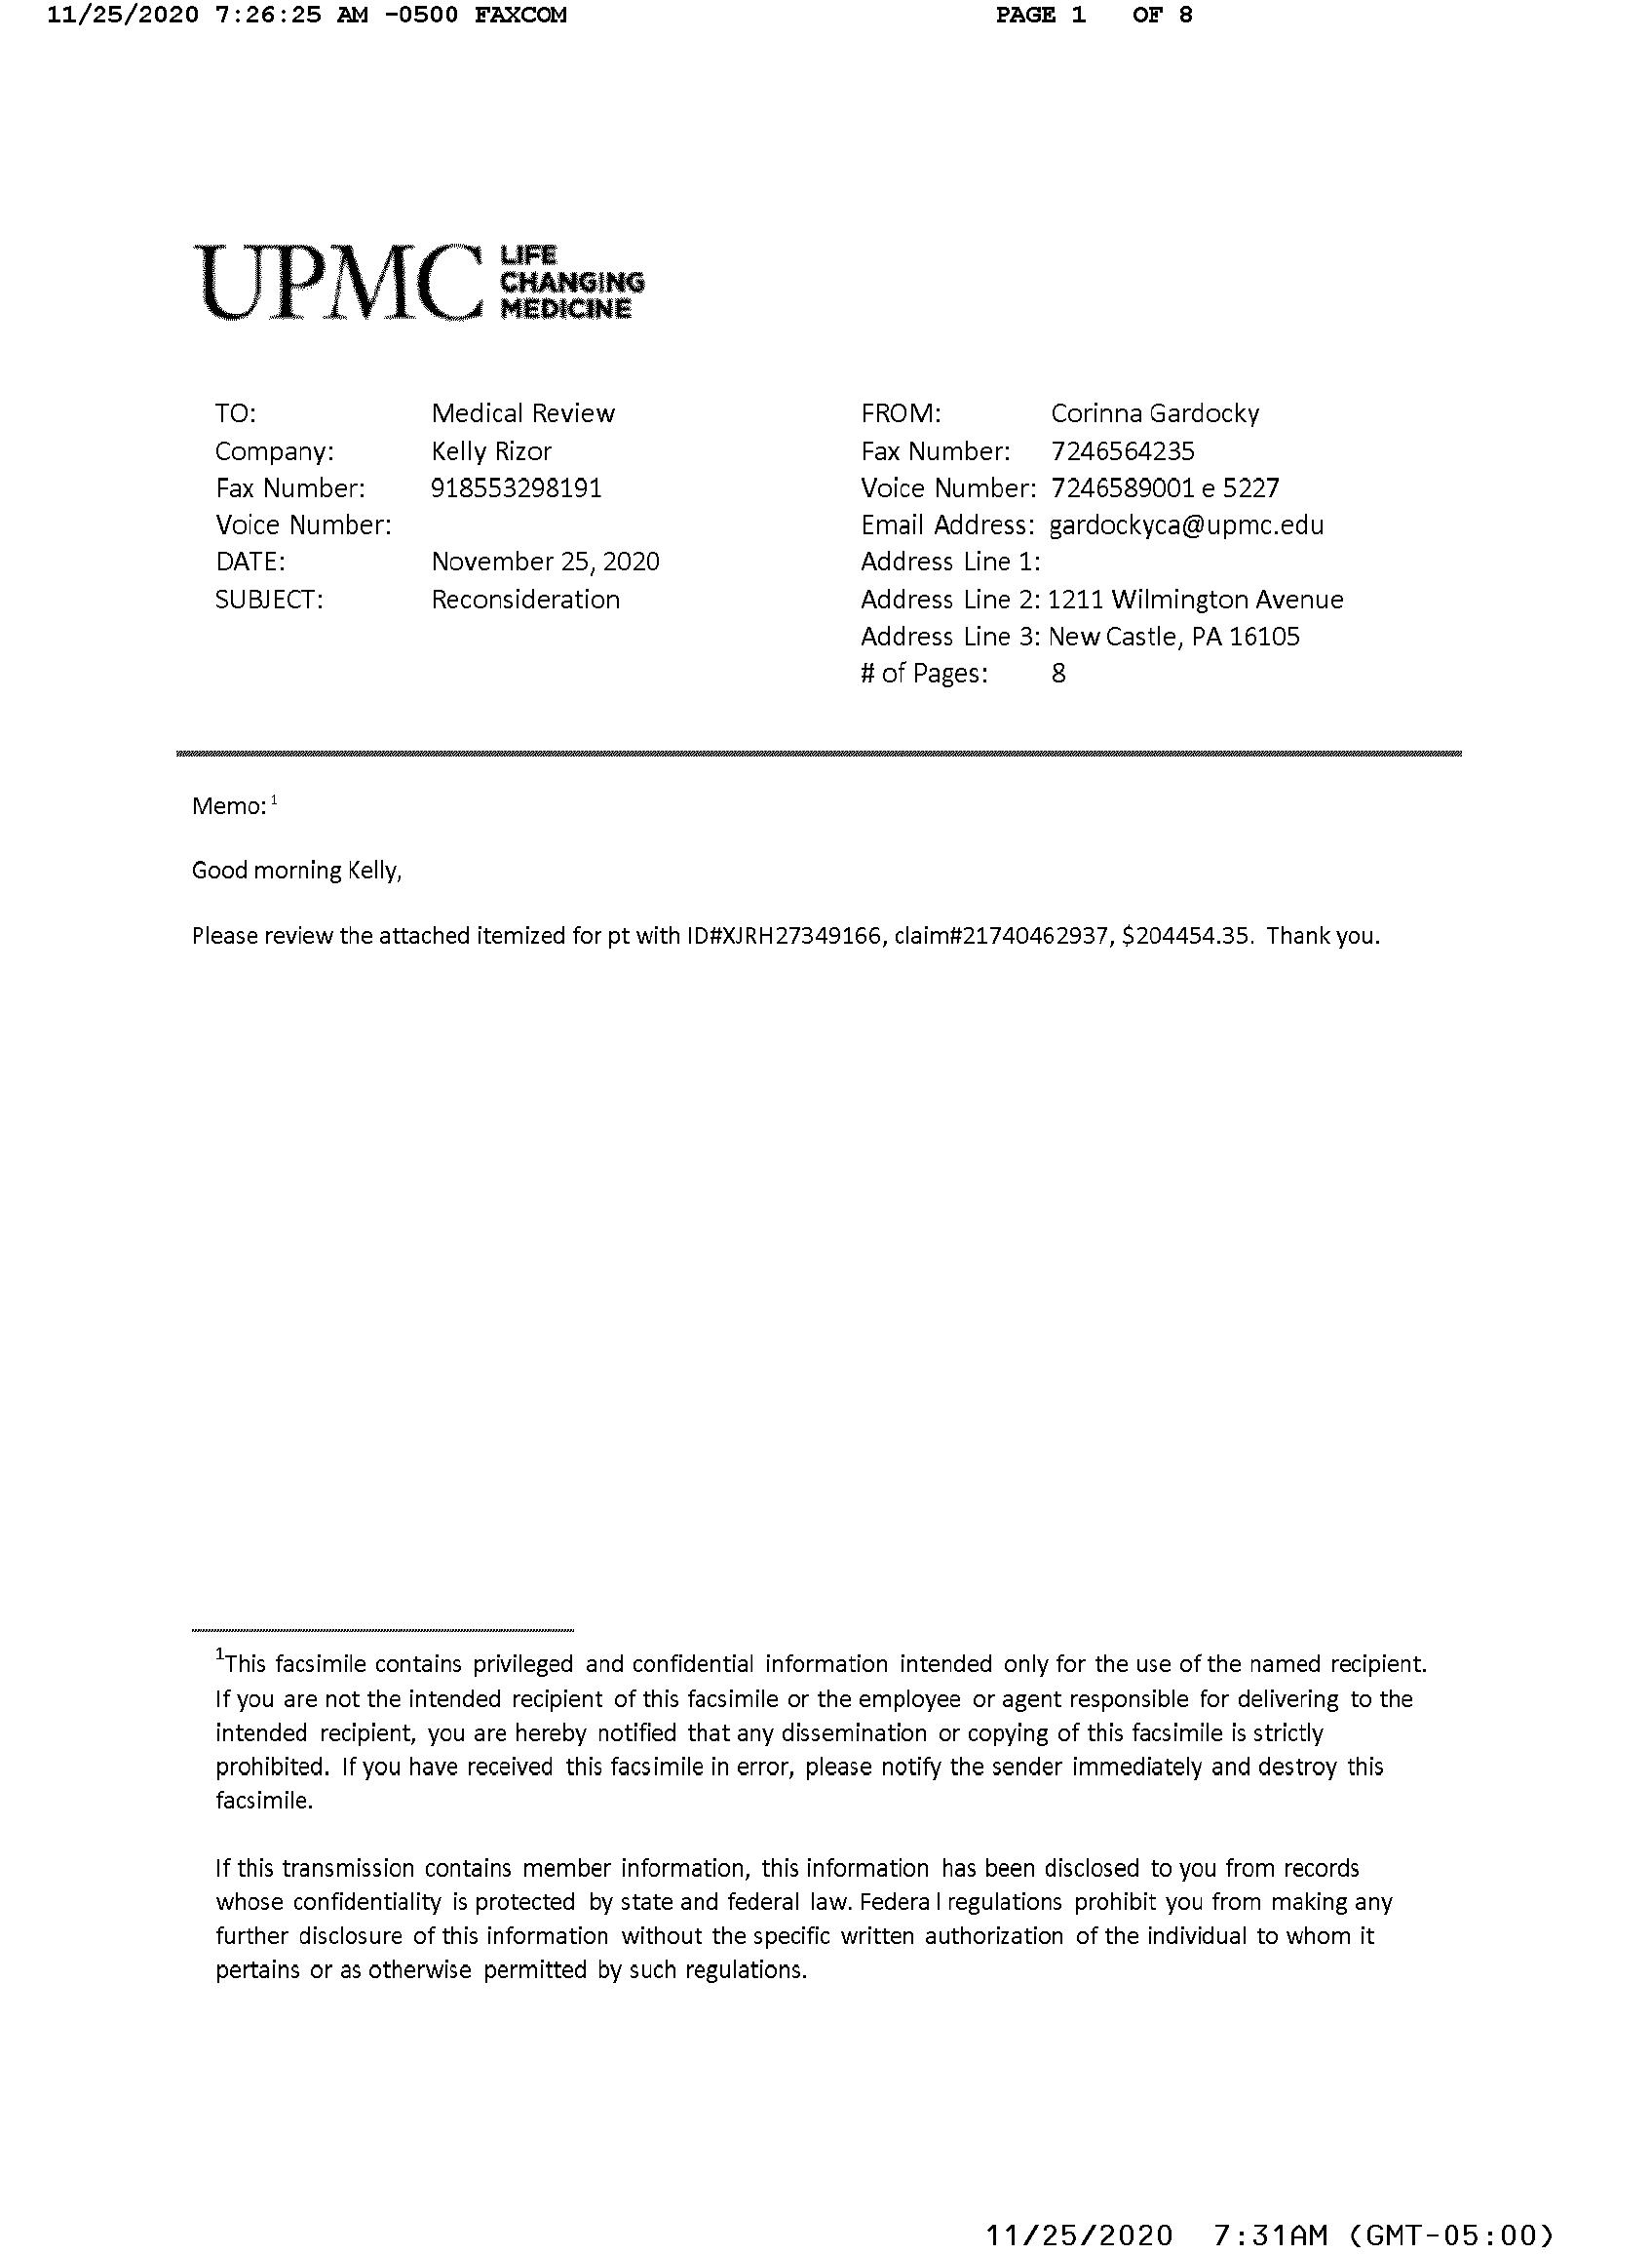 11/25/2020 7:26:25 AM -0500 FAXCOM PAGE 1 OF 8
UPMC LIFE
CHANGING
MEDICINE
TO: Medical Review FROM: Corinna Gardocky
Company: Kelly Rizor Fax Number: 7246564235
Fax Number: 918553298191 Voice Number: 7246589001 e 5227
Voice Number: Email Address: gardockyca@upmc.edu
DATE: November 25, 2020 Address Line 1:
SUBJECT: Reconsideration Address Line 2: 1211 Wilmington Avenue
Address Line 3: New Castle, PA 16105
# of Pages: 8
Memo: 1
Good morning Kelly,
Please review the attached itemized for pt with ID#XJRH27349166, claim#21740462937, $204454.35. Thank you.
1This facsimile contains privileged and confidential information intended only for the use of the named recipient.
If you are not the intended recipient of this facsimile or the employee or agent responsible for delivering to the
intended recipient, you are hereby notified that any dissemination or copying of this facsimile is strictly
prohibited. If you have received this facsimile in error, please notify the sender immediately and destroy this
facsimile.
If this transmission contains member information, this information has been disclosed to you from records
whose confidentiality is protected by state and federal law. Federal regulations prohibit you from making any
further disclosure of this information without the specific written authorization of the individual to whom it
pertains or as otherwise permitted by such regulations.
11/25/2020 7:31AM (GMT-05:00)